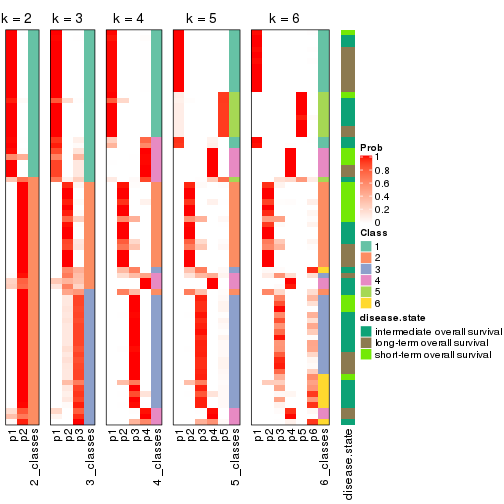 k = 2
k = 3
k = 4
k = 5
k = 6
Prob
1
0.8
0.6
0.4
0.2
0
Class
1
2
3
4
5
6
disease.state
intermediate overall survival
long-term overall survival
short-term overall survival
p1
p2
2_classes
p1
p2
p3
3_classes
p1
p2
p3
p4
4_classes
p1
p2
p3
p4
p5
5_classes
p1
p2
p3
p4
p5
p6
6_classes
disease.state